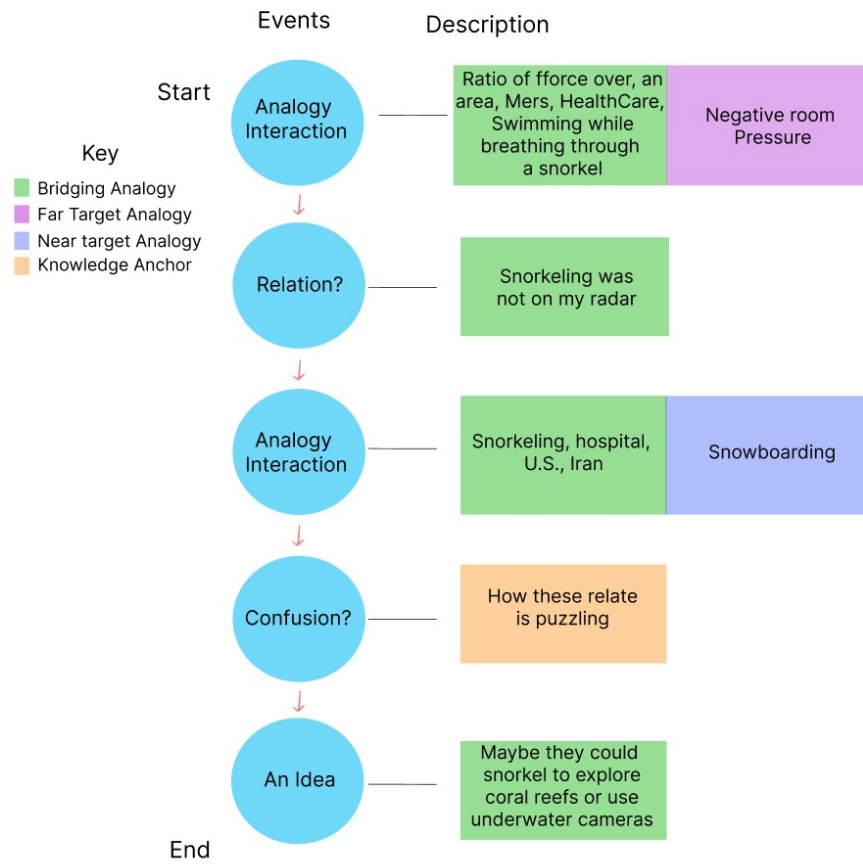 Events
Description
Start
Analogy
Interaction
Ratio of fforce over, an
area, Mers, HealthCare,
Swimming while
breathing through
a snorkel
Negative room
Pressure
Key
Bridging Analogy
Far Target Analogy
Near target Analogy
Knowledge Anchor
Relation?
Snorkeling was
not on my radar
Analogy
Interaction
Snorkeling, hospital,
U.S., Iran
Snowboarding
Confusion?
How these relate
is puzzling
An Idea
Maybe they could
snorkel to explore
coral reefs or use
underwater cameras
End